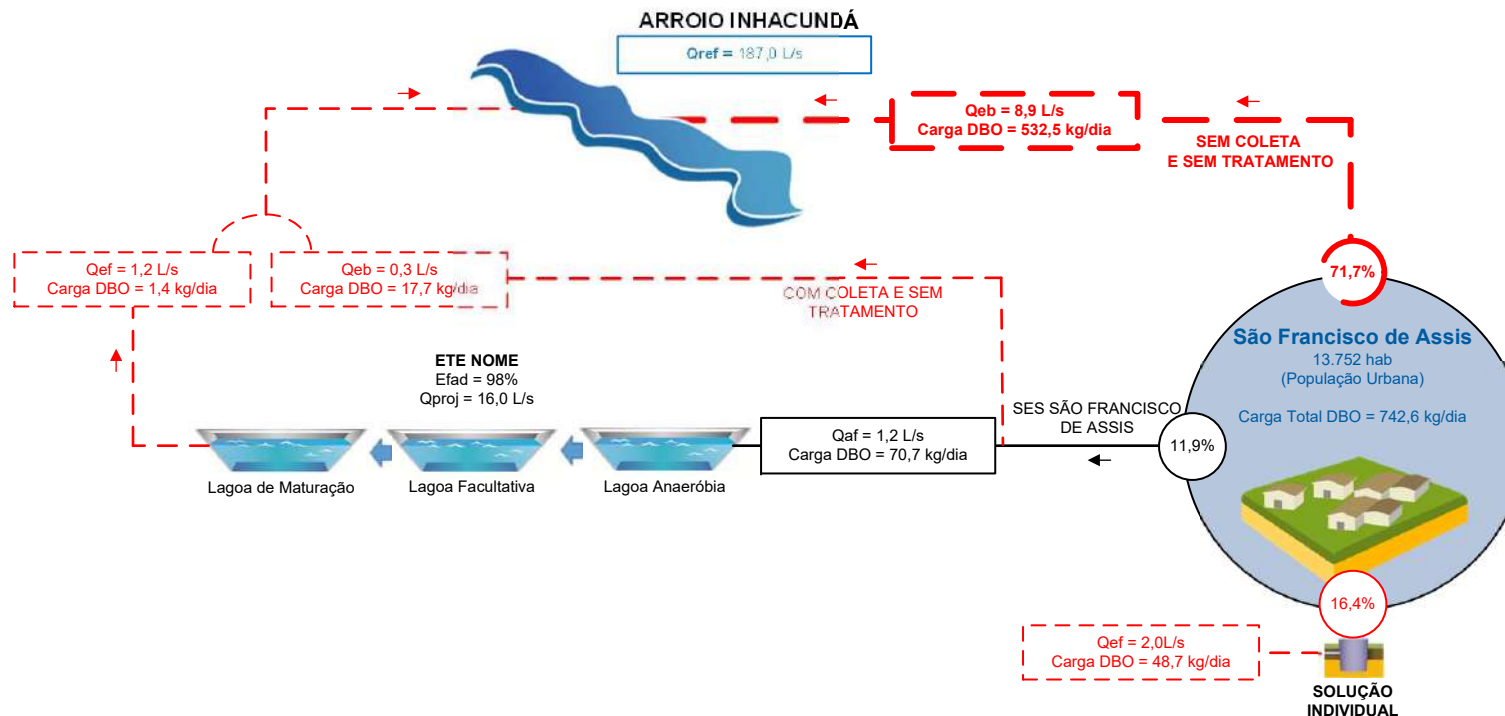 ARROIO INHACUNDÁ
Qref = 187,0 L/s
Qeb = 8,9 L/s
Carga DBO = 532,5 kg/dia
SEM COLETA
E SEM TRATAMENTO
Qef = 1,2 L/s
Carga DBO = 1,4 kg/dia
Qeb = 0,3 L/s
Carga DBO = 17,7 kg/dia
COM COLETA E SEM
TRATAMENTO
71,7%
São Francisco de Assis
13.752 hab
(População Urbana)
Carga Total DBO = 742,6 kg/dia
ETE NOME
Efad = 98%
Qproj = 16,0 L/s
SES SÃO FRANCISCO
DE ASSIS
11,9%
Qaf = 1,2 L/s
Carga DBO = 70,7 kg/dia
Lagoa de Maturação
Lagoa Facultativa
Lagoa Anaeróbia
16,4%
Qef = 2,0L/s
Carga DBO = 48,7 kg/dia
SOLUÇÃO
INDIVIDUAL